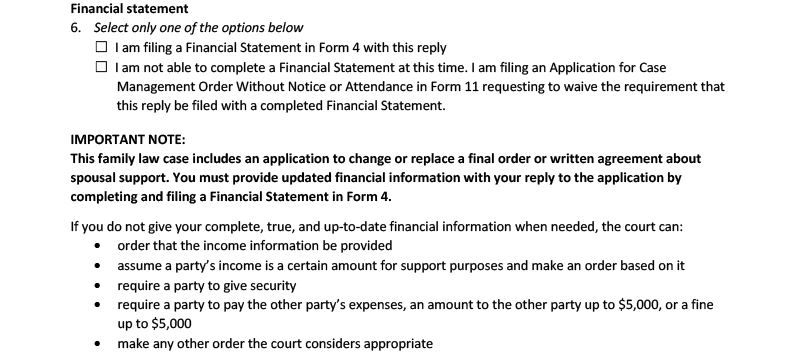 Financial statement
6. Select only one of the options below
☐ I am filing a Financial Statement in Form 4 with this reply
☐ I am not able to complete a Financial Statement at this time. I am filing an Application for Case
Management Order Without Notice or Attendance in Form 11 requesting to waive the requirement that
this reply be filed with a completed Financial Statement.
IMPORTANT NOTE:
This family law case includes an application to change or replace a final order or written agreement about
spousal support. You must provide updated financial information with your reply to the application by
completing and filing a Financial Statement in Form 4.
If you do not give your complete, true, and up-to-date financial information when needed, the court can:
• order that the income information be provided
• assume a party's income is a certain amount for support purposes and make an order based on it
• require a party to give security
• require a party to pay the other party's expenses, an amount to the other party up to $5,000, or a fine
up to $5,000
• make any other order the court considers appropriate